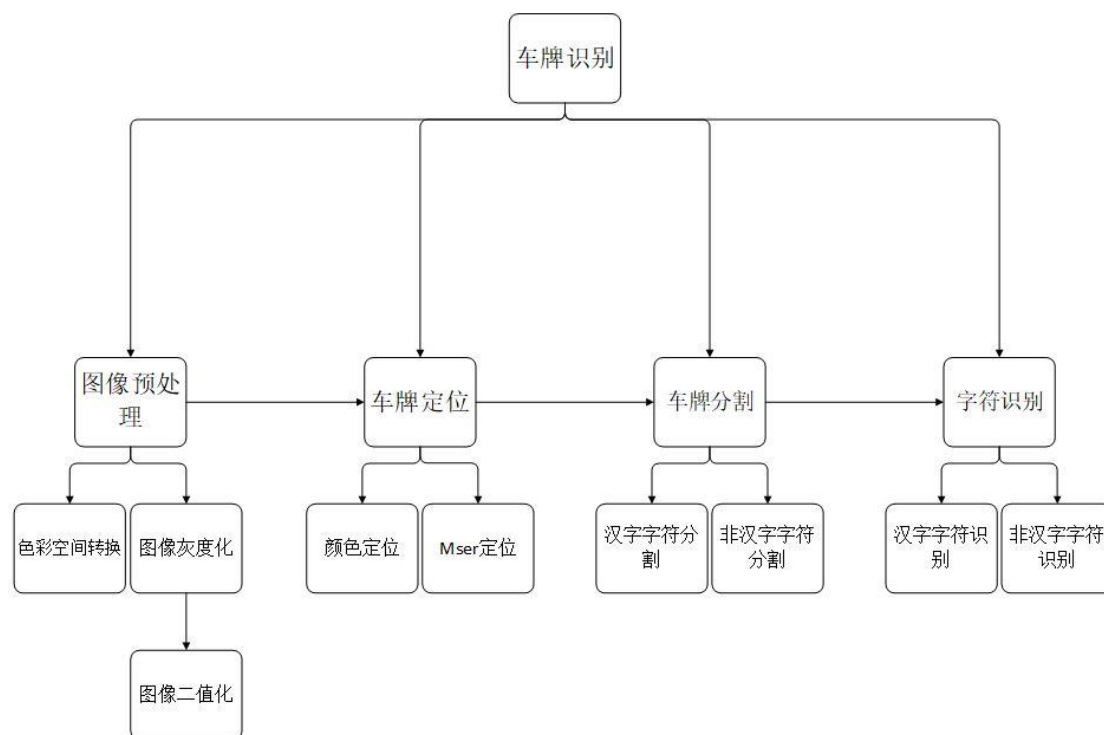 车牌识别
图像预处
理
车牌定位
车牌分割
字符识别
色彩空间转换
图像灰度化
颜色定位
Mser定位
汉字字符分
割
非汉字字符
分割
汉字字符识
别
非汉字字符
识别
图像二值化